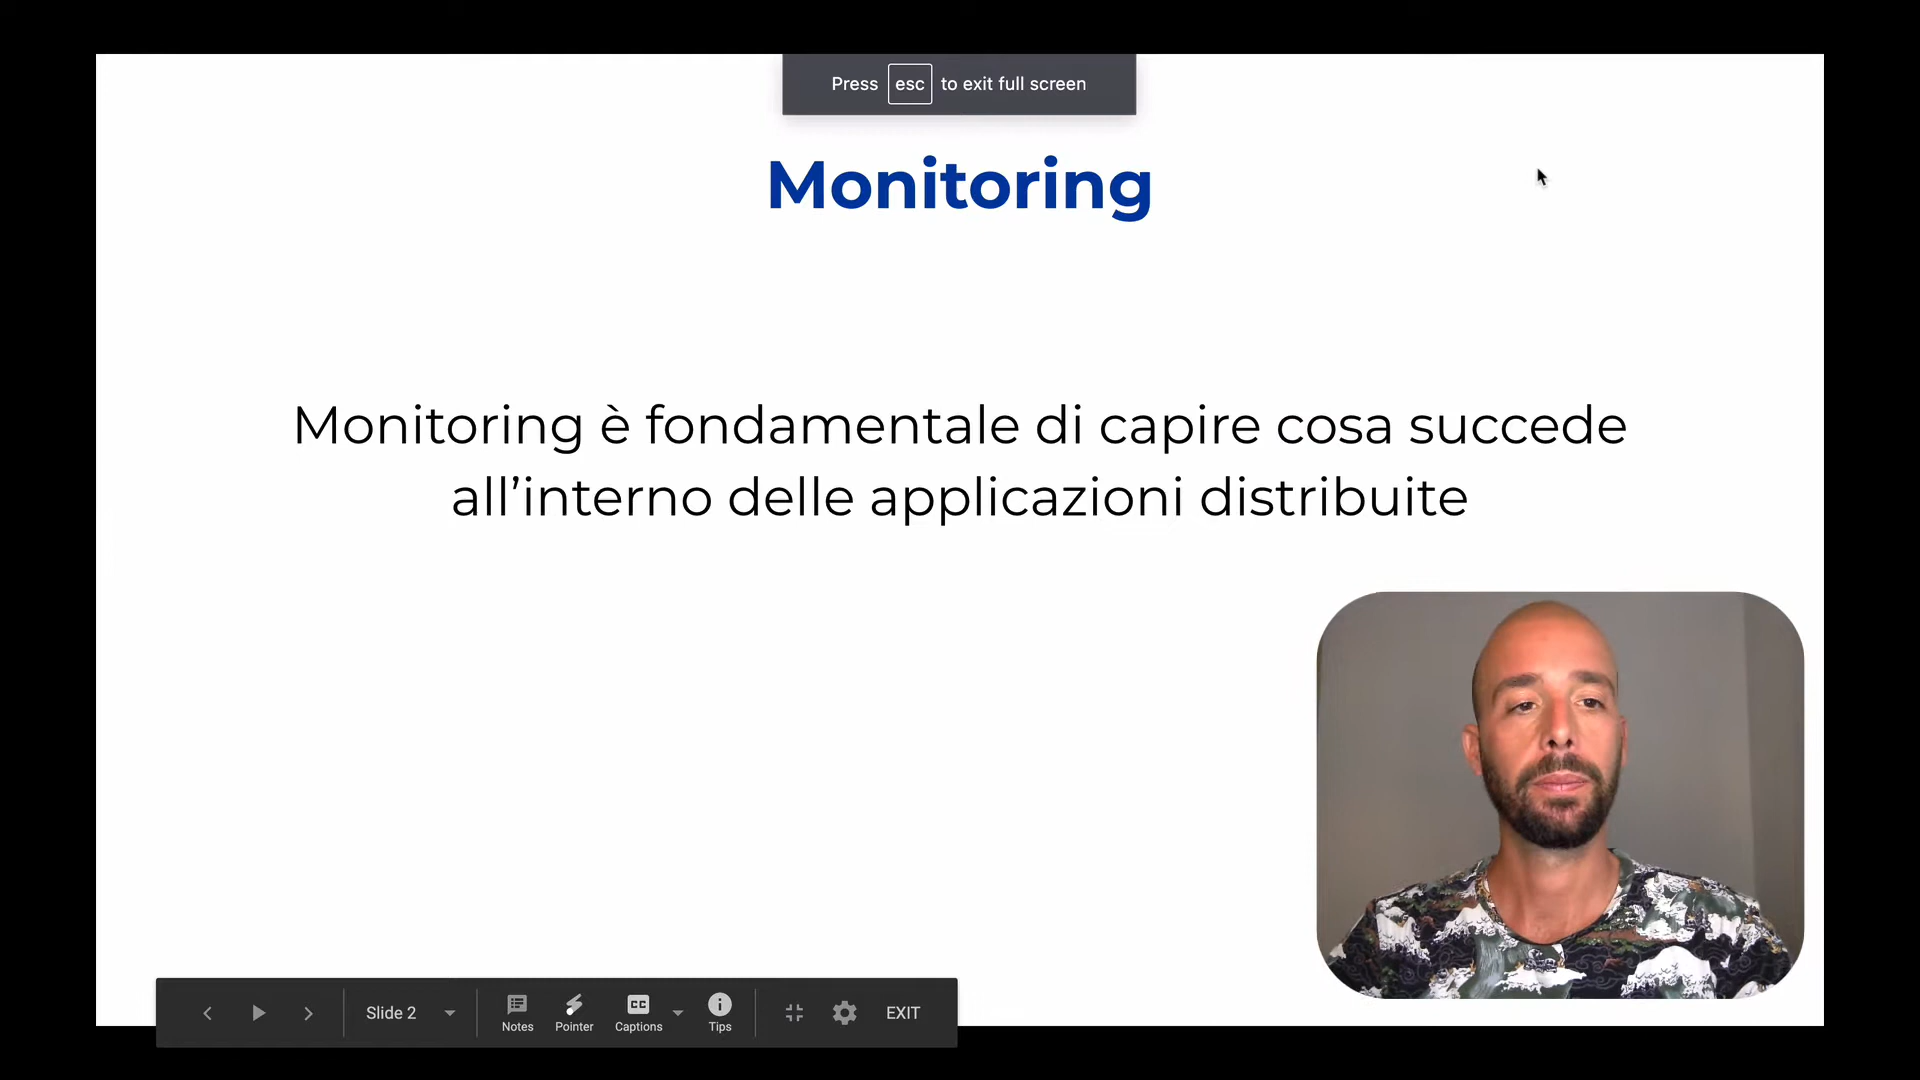 Press esc to exit full screen
Monitoring
Monitoring è fondamentale di capire cosa succede
all’interno delle applicazioni distribuite
Slide 2
Notes
Pointer
CC
Captions
Tips
EXIT